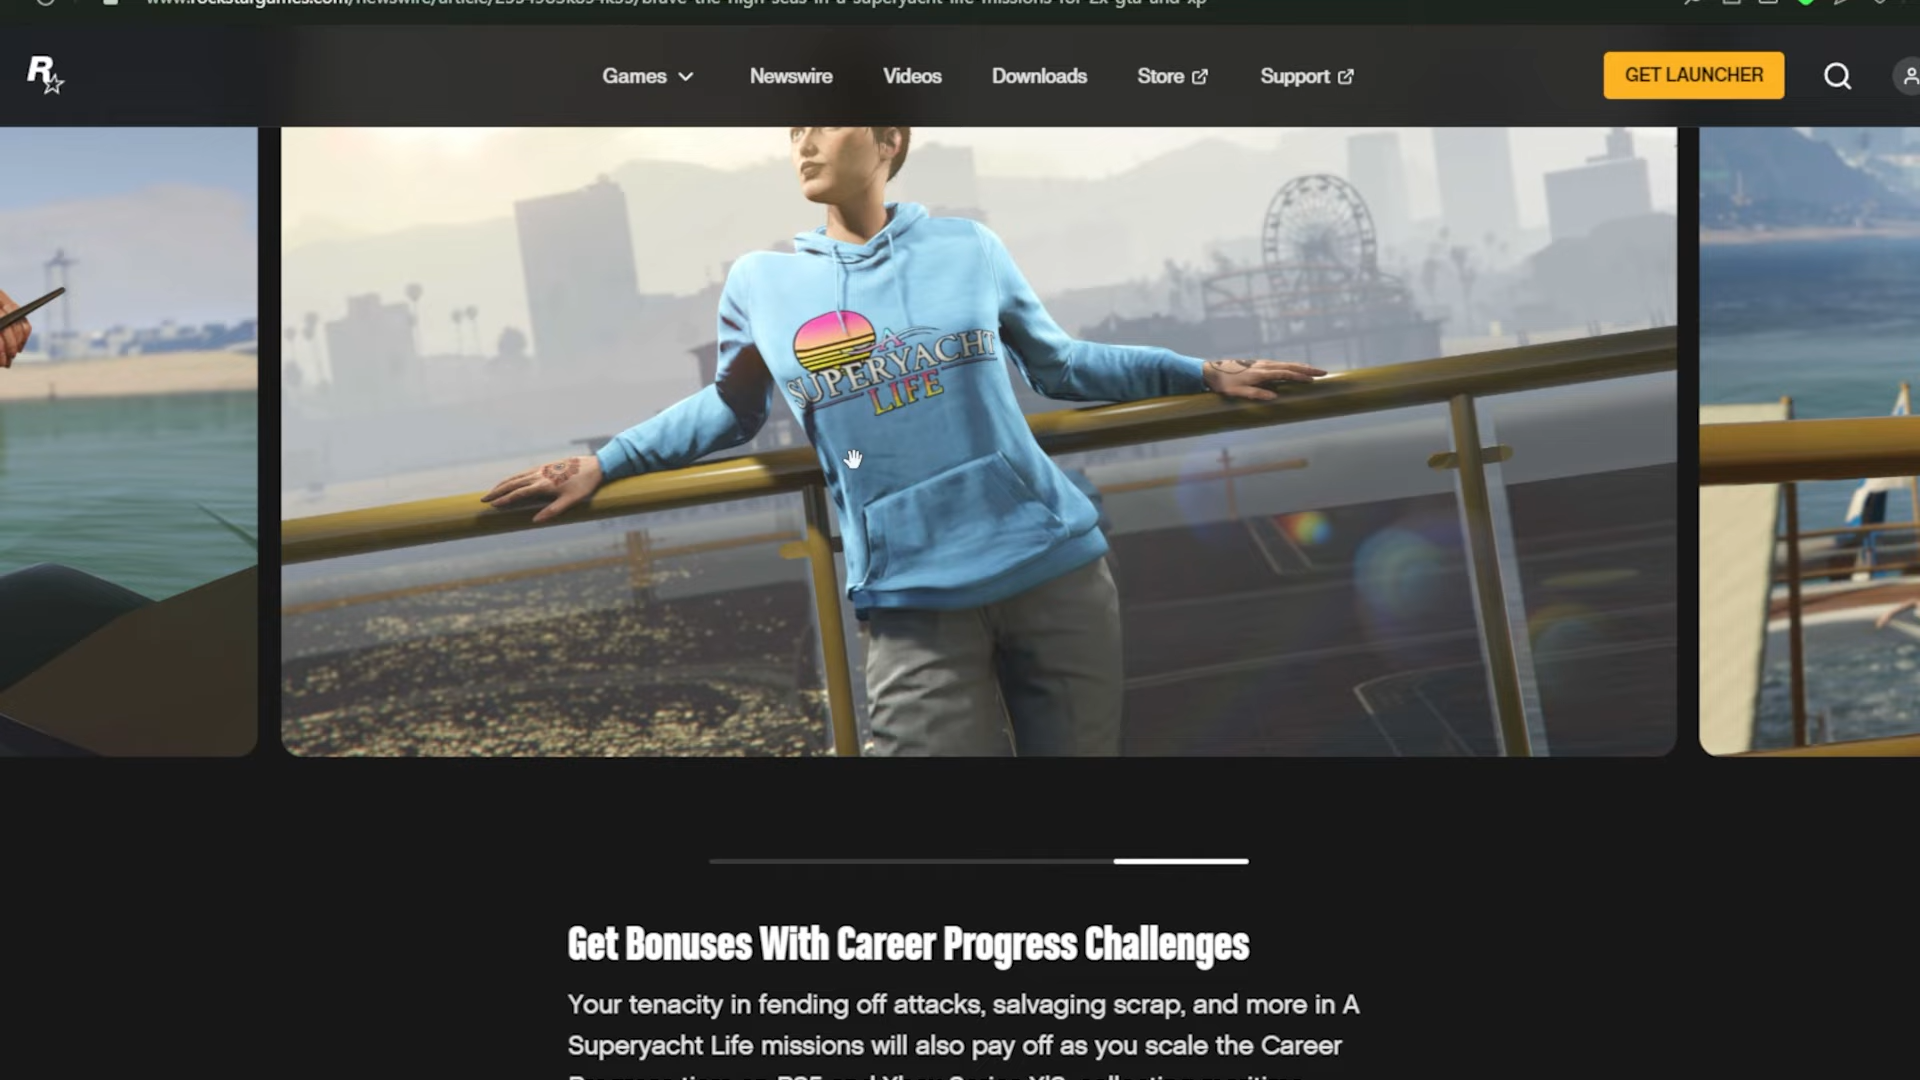 Games
Newswire
Videos
Downloads
Store
Support
GET LAUNCHER
A
SUPERYACHT
LIFE
Get Bonuses With Career Progress Challenges
Your tenacity in fending off attacks, salvaging scrap, and more in A
Superyacht Life missions will also pay off as you scale the Career